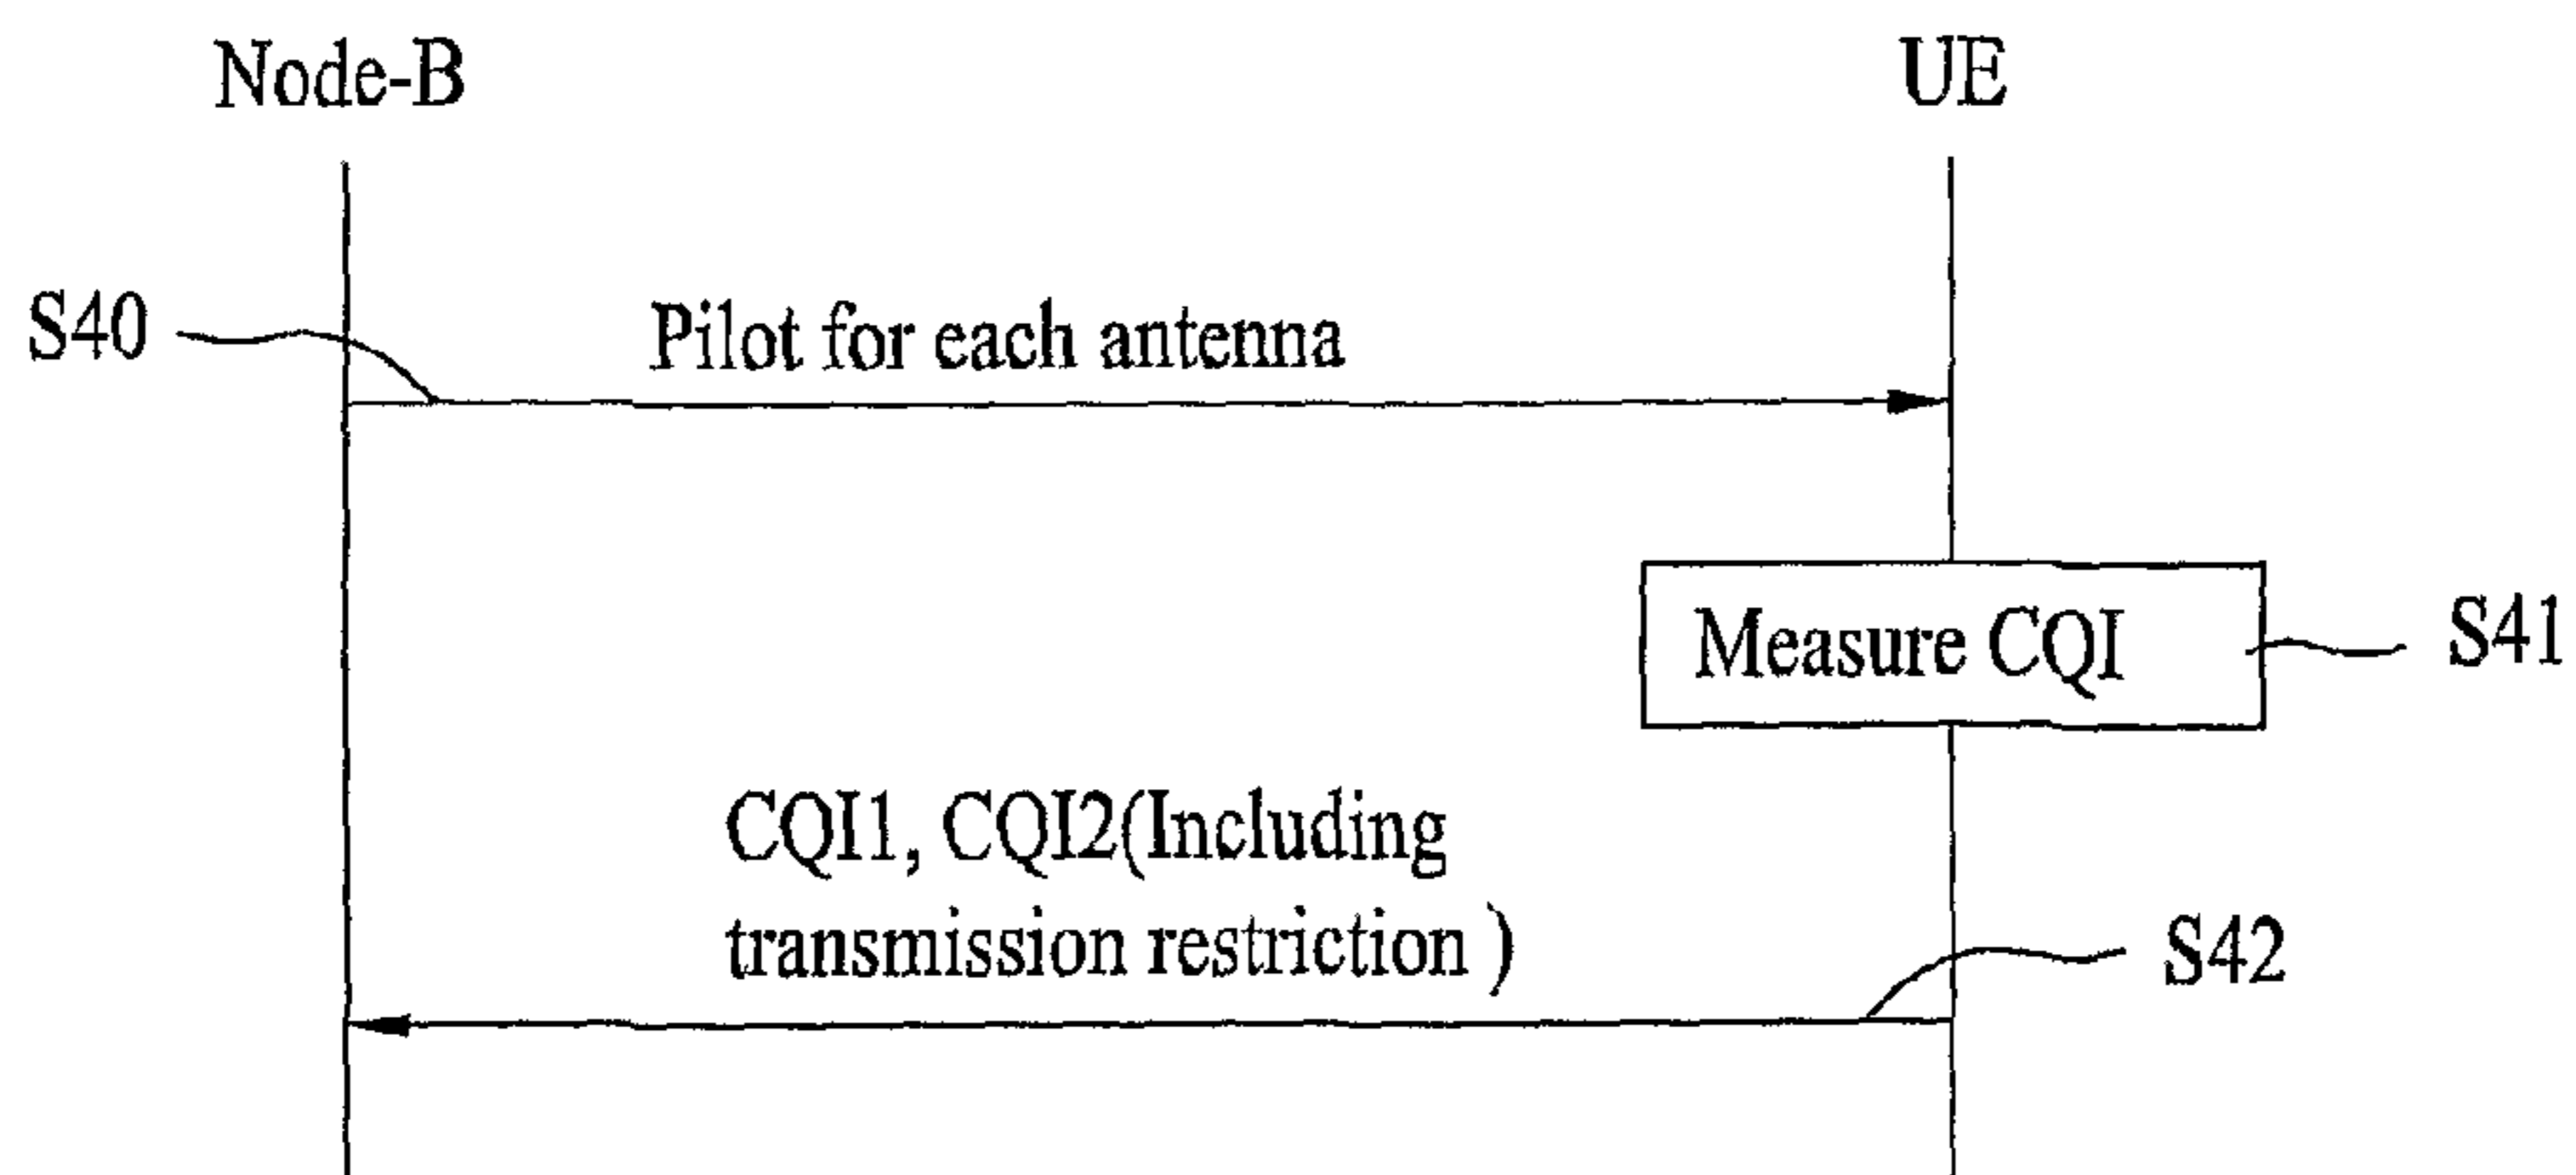 Node-B
UE
S40
Pilot for each antenna
Measure CQI
S41
CQI1, CQI2(Including
transmission restriction )
S42